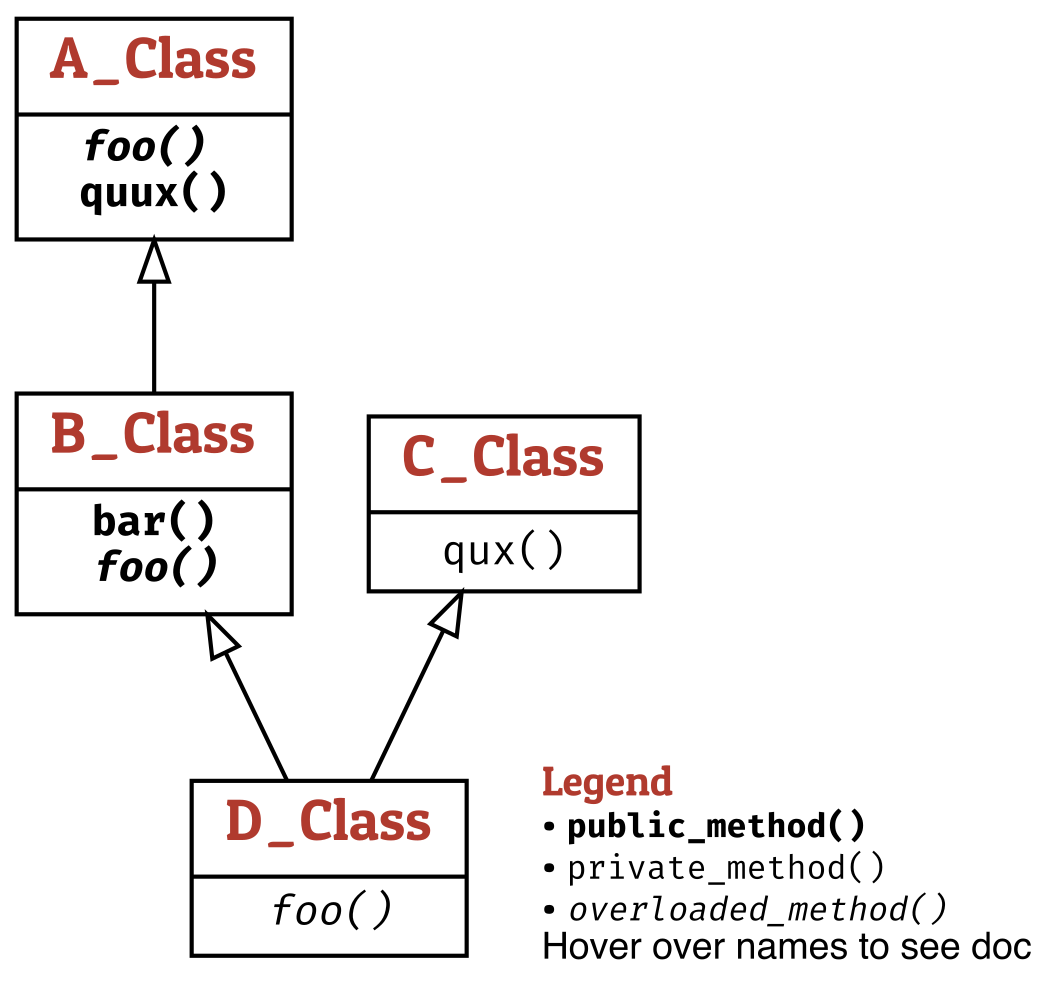 A_Class
foo()
quux()
B_Class
bar()
foo()
C_Class
qux()
D_Class
foo()
Legend
• public_method()
• private_method()
• overloaded_method()
Hover over names to see doc